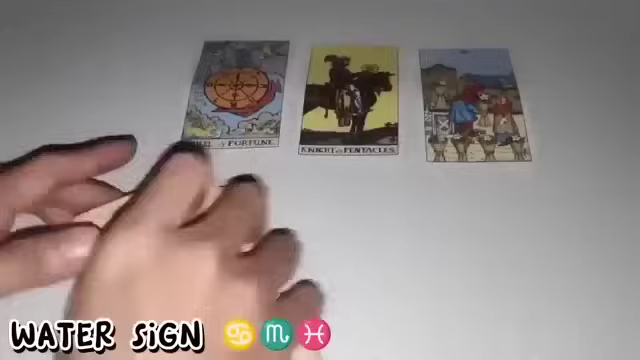 FORTUNE
KNIGHT of PENTACLES
WATER SiGN ♋♏♓